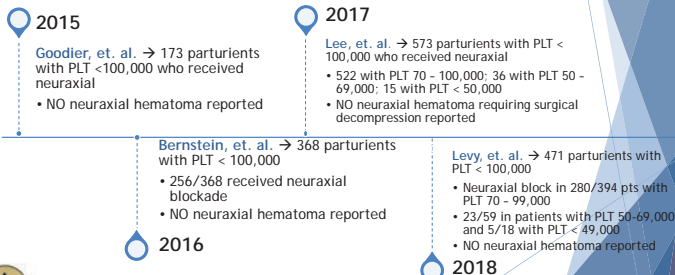 2015
Goodier, et. al. → 173 parturients
with PLT <100,000 who received
neuraxial
• NO neuraxial hematoma reported
2017
Lee, et. al. → 573 parturients with PLT <
100,000 who received neuraxial
• 522 with PLT 70 – 100,000; 36 with PLT 50 –
69,000; 15 with PLT < 50,000
• NO neuraxial hematoma requiring surgical
decompression reported
Bernstein, et. al. → 368 parturients
with PLT < 100,000
• 256/368 received neuraxial
blockade
• NO neuraxial hematoma reported
2016
Levy, et. al. → 471 parturients with
PLT < 100,000
• Neuraxial block in 280/394 pts with
PLT 70 – 99,000
• 23/59 in patients with PLT 50-69,000
and 5/18 with PLT < 49,000
• NO neuraxial hematoma reported
2018